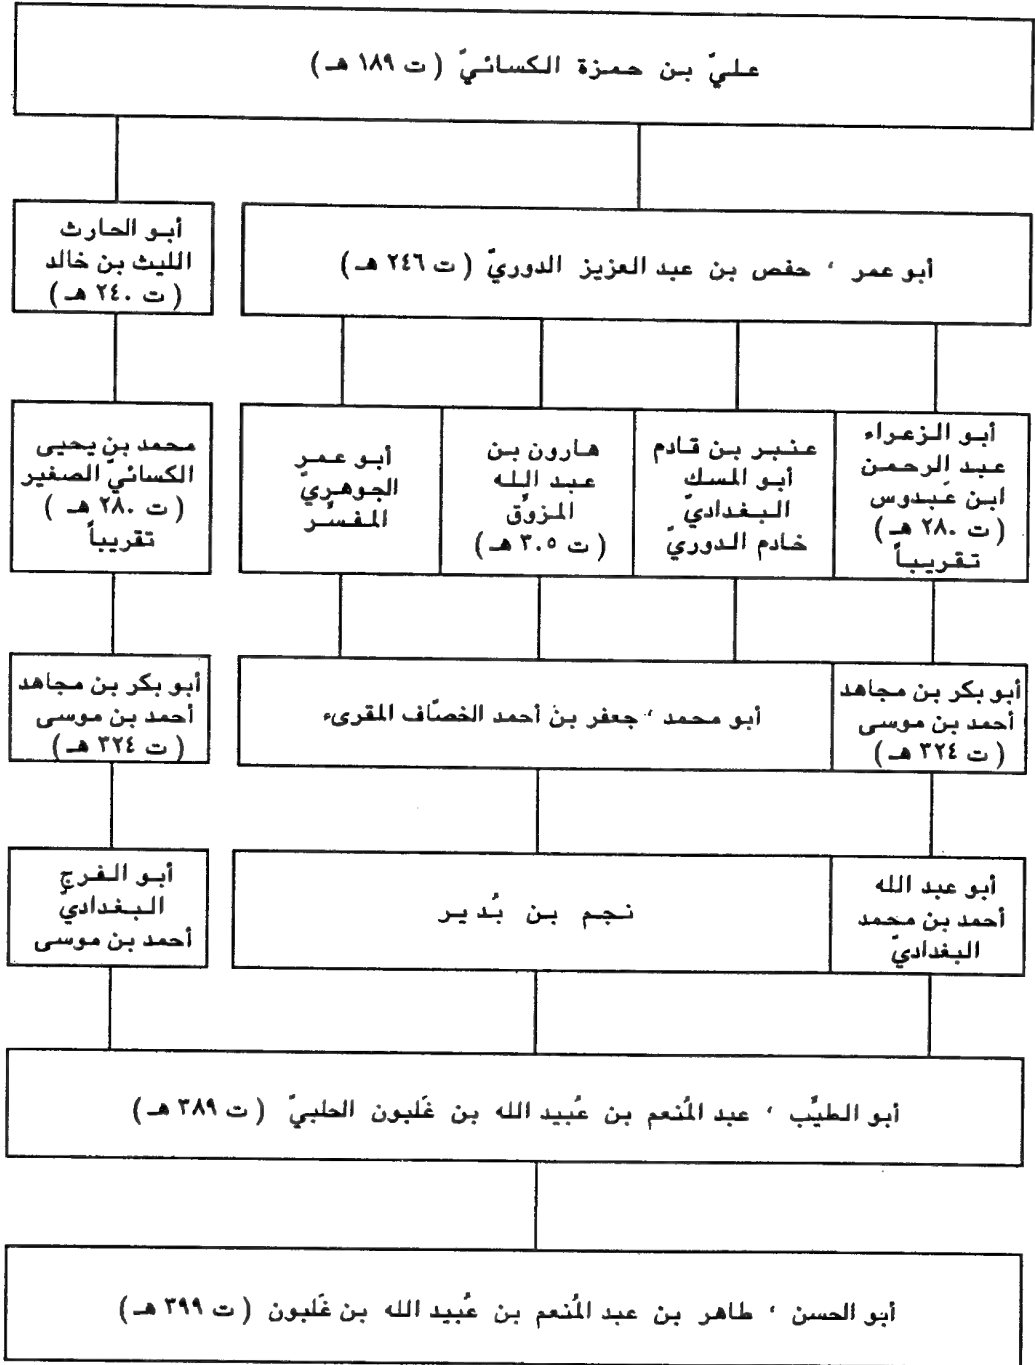 عليّ بن حمزة الكسائيّ ( ت ١٨٩ هـ )
أبو عمر ، حفص بن عبد العزيز الدوريّ ( ت ٢٤٦ هـ )
أبو الحارث
الليث بن خالد
( ت ٢٤٠ هـ )
أبو الزعراء
عبد الرحمن
ابن عَبدوس
( ت ٢٨٠ هـ )
تقريباً
عنبر بن قادم
أبو المسك
البغداديّ
خادم الدوريّ
هارون بن
عبد الله
المزوِّق
( ت ٣٠٥ هـ )
أبو عمر
الجوهريّ
المفسِّر
محمد بن يحيى
الكسائيّ الصغير
( ت ٢٨٠ هـ )
تقريباً
أبو بكر بن مجاهد
أحمد بن موسى
( ت ٣٢٤ هـ )
أبو محمد ، جعفر بن أحمد الخصّاف المقرىء
أبو بكر بن مجاهد
أحمد بن موسى
( ت ٣٢٤ هـ )
أبو عبد الله
أحمد بن محمد
البغداديّ
نجم بن بُدير
أبو الفرج
البغداديّ
أحمد بن موسى
أبو الطيِّب ، عبد المُنعم بن عُبيد الله بن غَلبون الحلبيّ ( ت ٣٨٩ هـ )
أبو الحسن ، طاهر بن عبد المُنعم بن عُبيد الله بن غَلبون ( ت ٣٩٩ هـ )